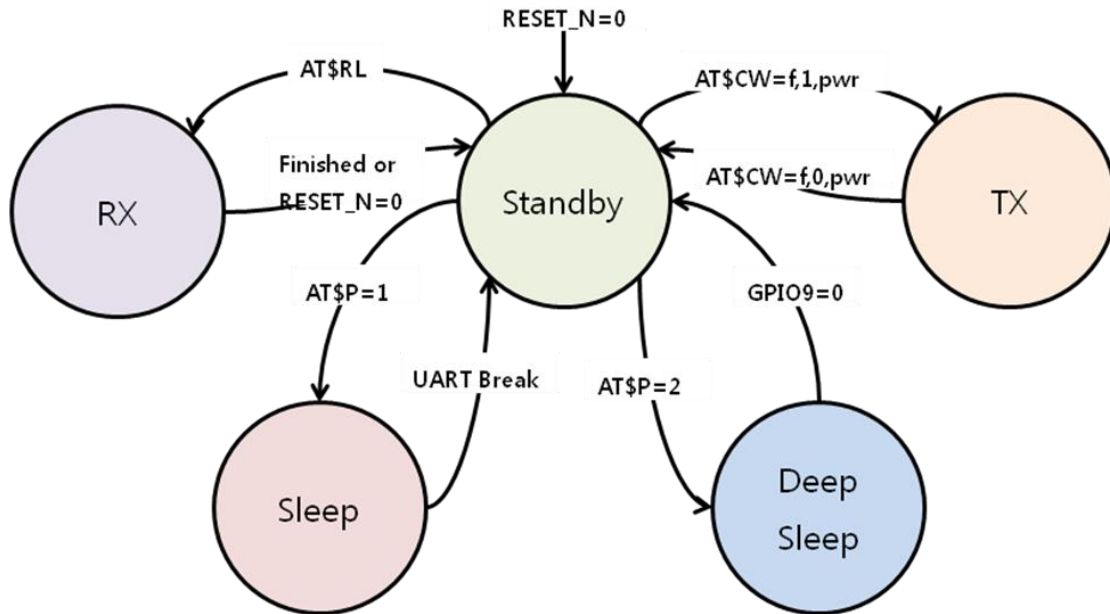 RESET_N=0
AT$RL
AT$CW=f,1,pwr
Finished or
RESET_N=0
AT$CW=f,0,pwr
RX
Standby
TX
AT$P=1
GPIO9=0
UART Break
AT$P=2
Sleep
Deep
Sleep